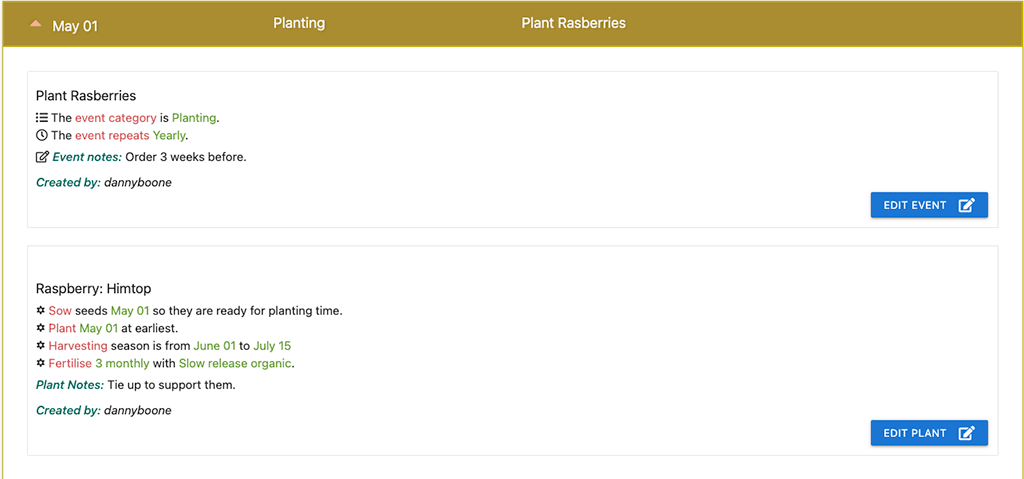 May 01 Planting Plant Rasberries
Plant Rasberries
The event category is Planting.
The event repeats Yearly.
Event notes: Order 3 weeks before.
Created by: dannyboone
EDIT EVENT
Raspberry: Himtop
Sow seeds May 01 so they are ready for planting time.
Plant May 01 at earliest.
Harvesting season is from June 01 to July 15
Fertilise 3 monthly with Slow release organic.
Plant Notes: Tie up to support them.
Created by: dannyboone
EDIT PLANT